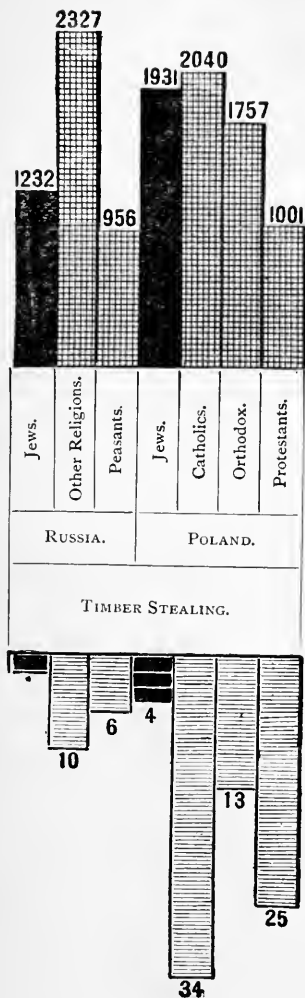 2327
2040
1931
1757
1232
1001
956
Jews.
Other Religions.
Peasants.
Jews.
Catholics.
Orthodox.
Protestants.
RUSSIA. POLAND.
TIMBER STEALING.
6
4
10
13
25
34